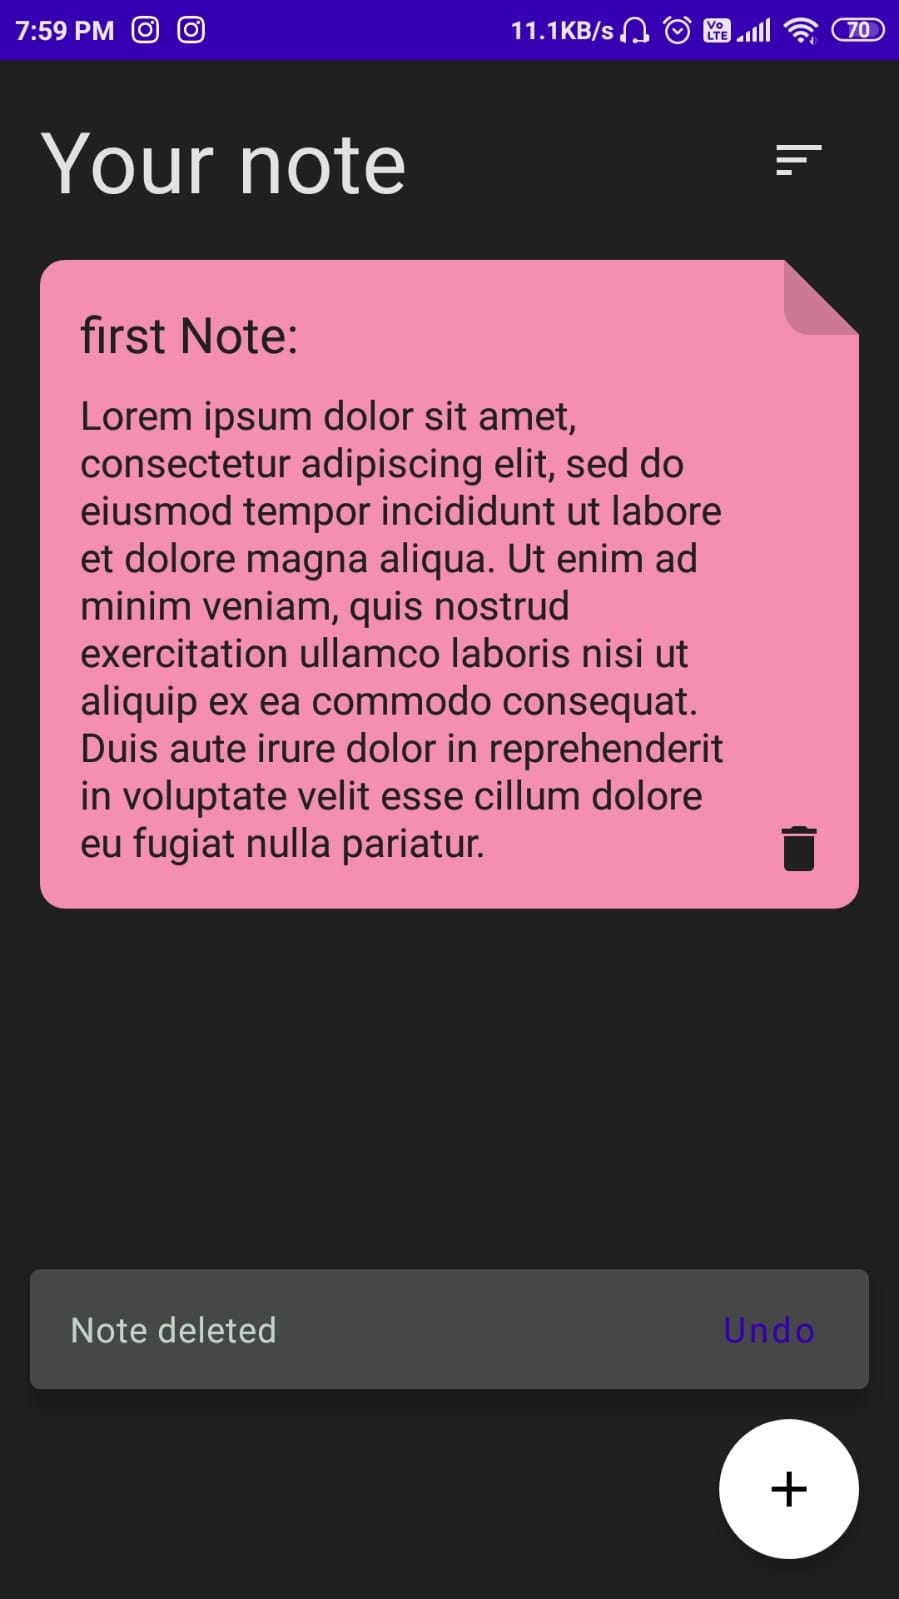 7:59 PM 11.1KB/s Vo LTE 70
Your note
first Note:
Lorem ipsum dolor sit amet,
consectetur adipiscing elit, sed do
eiusmod tempor incididunt ut labore
et dolore magna aliqua. Ut enim ad
minim veniam, quis nostrud
exercitation ullamco laboris nisi ut
aliquip ex ea commodo consequat.
Duis aute irure dolor in reprehenderit
in voluptate velit esse cillum dolore
eu fugiat nulla pariatur.
Note deleted Undo